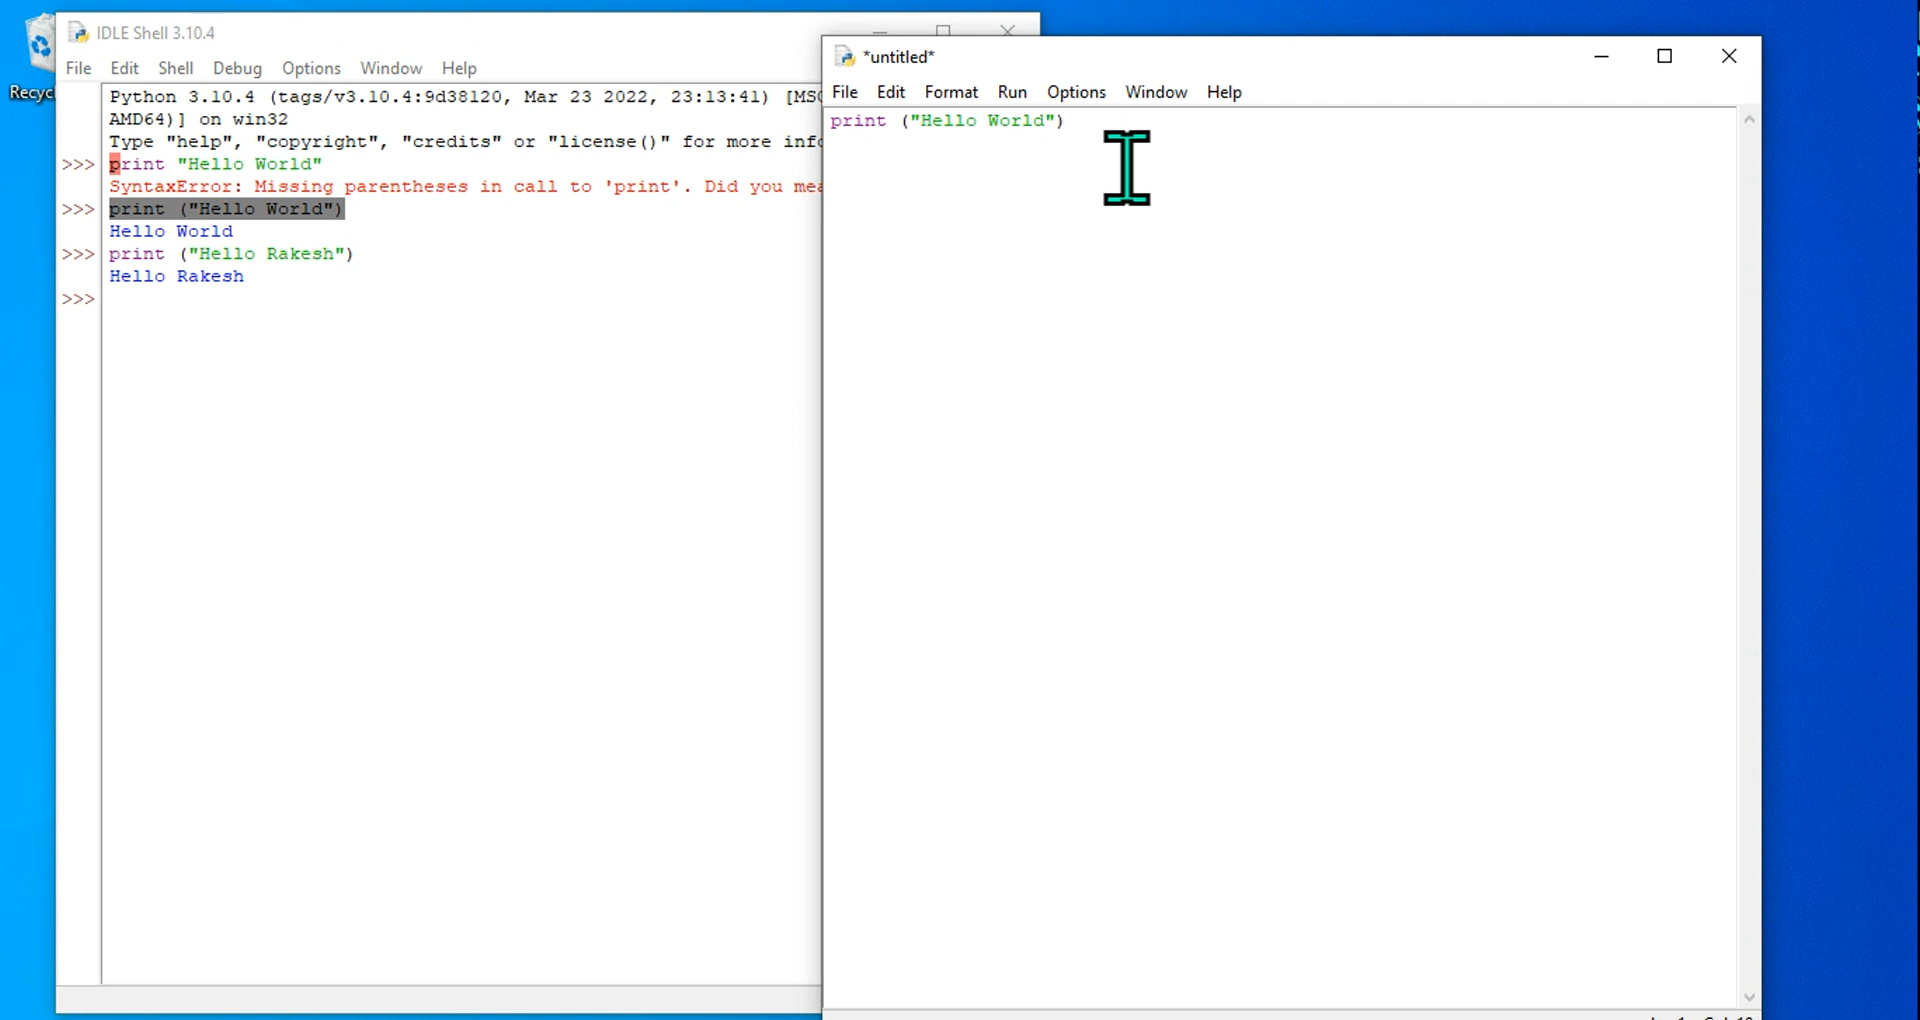 Recyc
IDLE Shell 3.10.4
File Edit Shell Debug Options Window Help
Python 3.10.4 (tags/v3.10.4:9d38120, Mar 23 2022, 23:13:41) [MSC
AMD64)] on win32
Type "help", "copyright", "credits" or "license()" for more info
>>> print "Hello World"
SyntaxError: Missing parentheses in call to 'print'. Did you mea
>>> print ("Hello World")
Hello World
>>> print ("Hello Rakesh")
Hello Rakesh
>>>
*untitled*
File Edit Format Run Options Window Help
print ("Hello World")